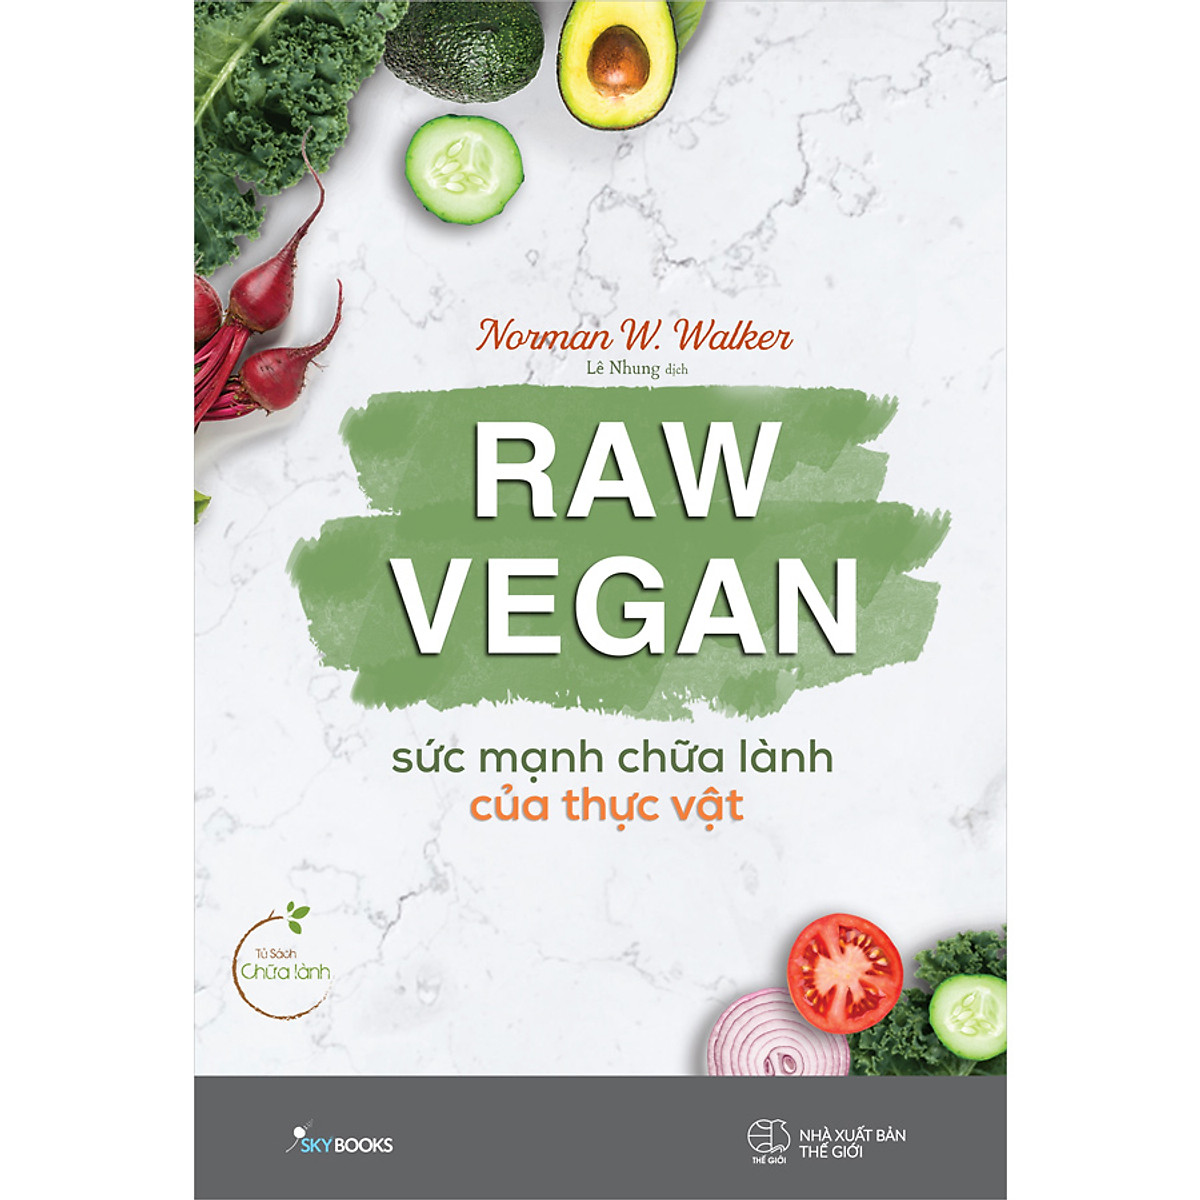 Norman W. Walker
Lê Nhung dịch
RAW
VEGAN
sức mạnh chữa lành
của thực vật
Tủ Sách
Chữa lành
SKYBOOKS
THẾ GIỚI
NHÀ XUẤT BẢN
THẾ GIỚI